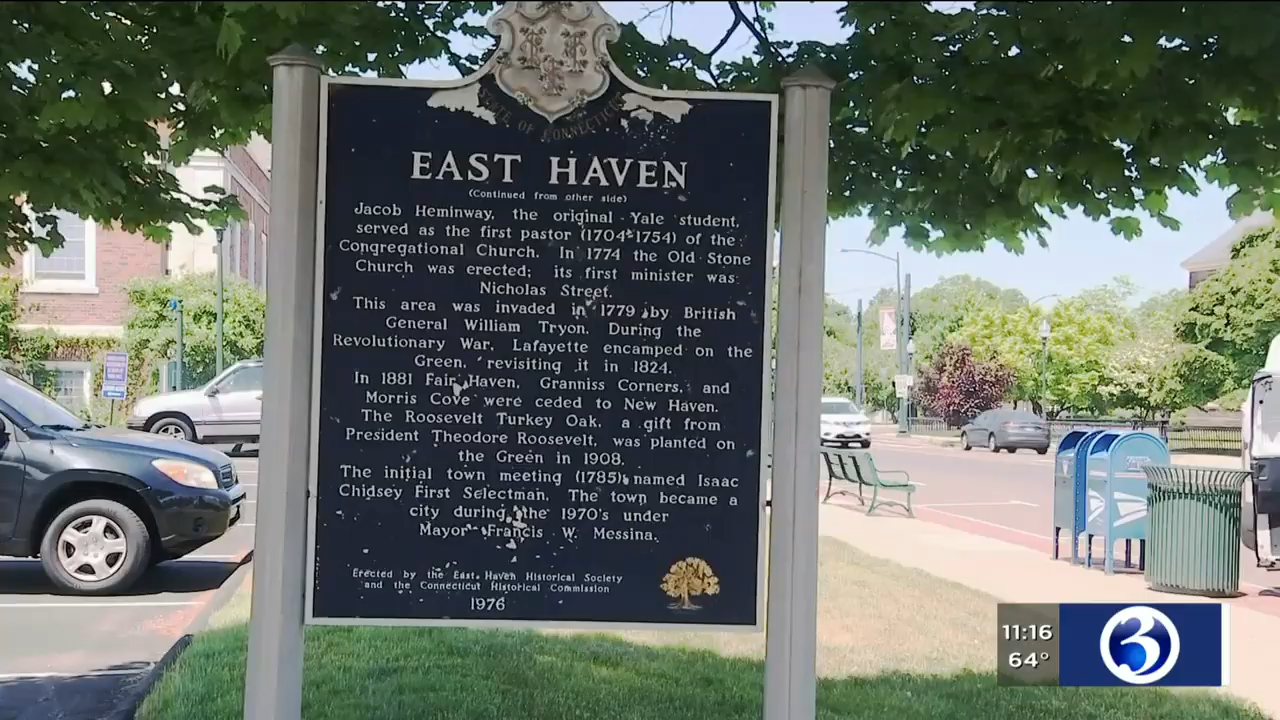 STATE OF CONNECTICUT
EAST HAVEN
(Continued from other side)
Jacob Heminway, the original Yale student,
served as the first pastor (1704-1754) of the
Congregational Church. In 1774 the Old Stone
Church was erected; its first minister was
Nicholas Street.
This area was invaded in 1779 by British
General William Tryon. During the
Revolutionary War, Lafayette encamped on the
Green, revisiting it in 1824.
In 1881 Fair Haven, Granniss Corners, and
Morris Cove were ceded to New Haven.
The Roosevelt Turkey Oak, a gift from
President Theodore Roosevelt, was planted on
the Green in 1908.
The initial town meeting (1785) named Isaac
Chidsey First Selectman. The town became a
city during the 1970's under
Mayor Francis W. Messina.
Erected by the East Haven Historical Society
and the Connecticut Historical Commission
1976
11:16
64°
3